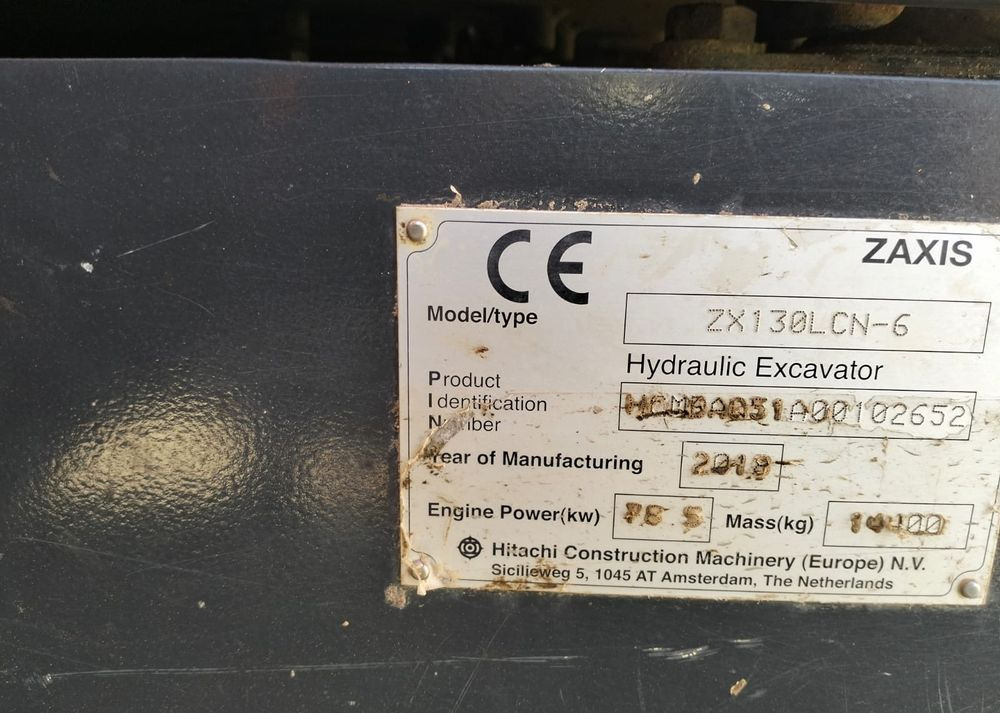 CE ZAXIS
Model/type ZX130LCN-6
Hydraulic Excavator
Product
Identification
Number
Year of Manufacturing
Engine Power(kw) Mass(kg)
Hitachi Construction Machinery (Europe) N.V.
Sicilieweg 5, 1045 AT Amsterdam, The Netherlands